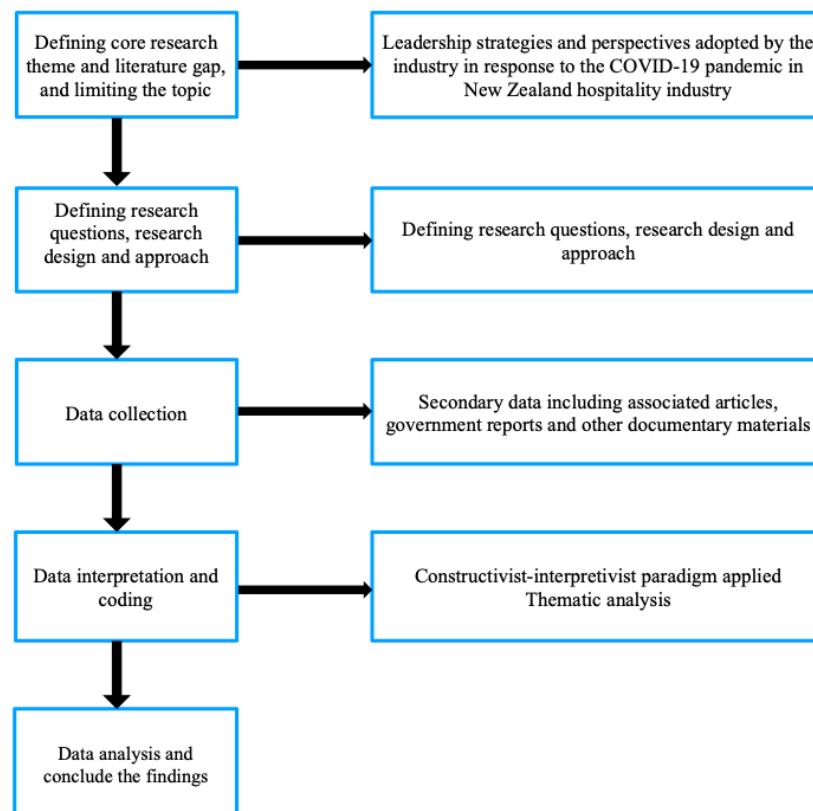 Defining core research
theme and literature gap,
and limiting the topic
Leadership strategies and perspectives adopted by the
industry in response to the COVID-19 pandemic in
New Zealand hospitality industry
Defining research
questions, research
design and approach
Defining research questions, research design and
approach
Data collection
Secondary data including associated articles,
government reports and other documentary materials
Data interpretation and
coding
Constructivist-interpretivist paradigm applied
Thematic analysis
Data analysis and
conclude the findings